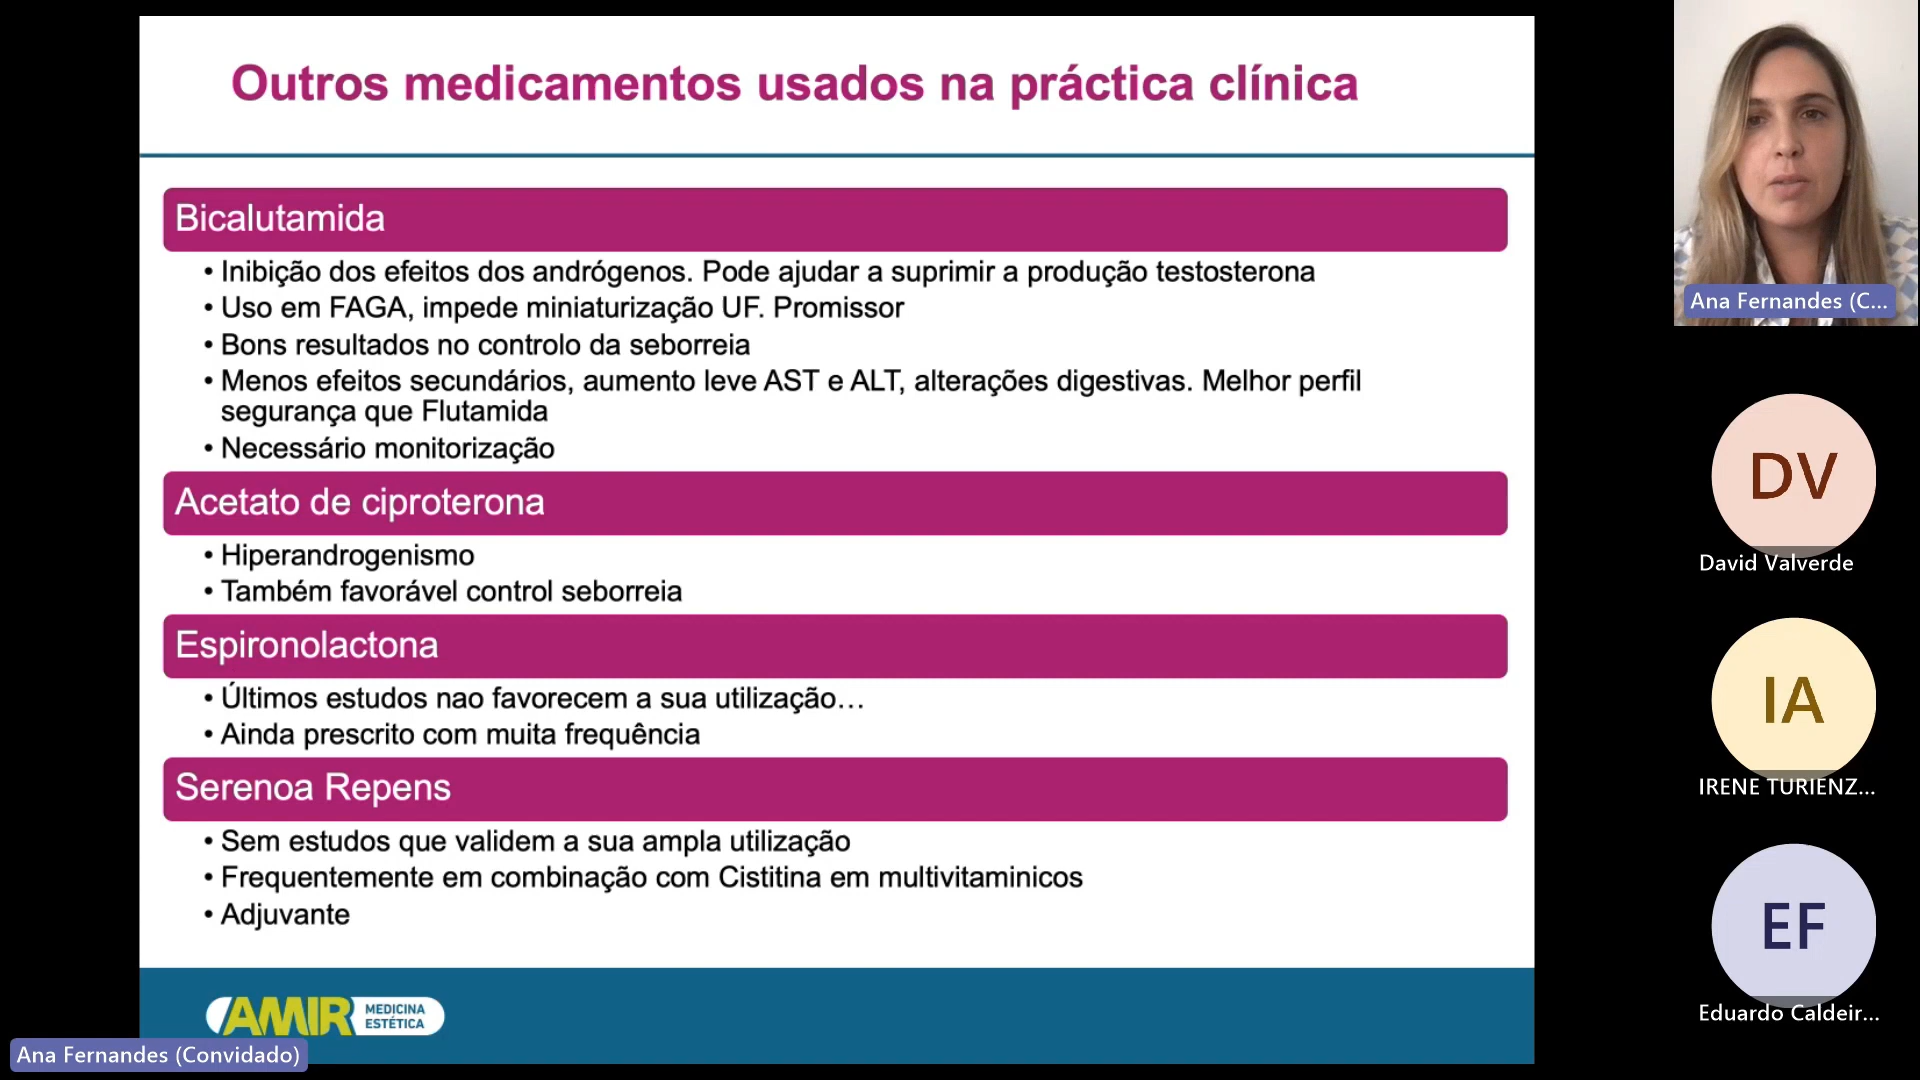 Outros medicamentos usados na práctica clínica
Bicalutamida
• Inibição dos efeitos dos andrógenos. Pode ajudar a suprimir a produção testosterona
• Uso em FAGA, impede miniaturização UF. Promissor
• Bons resultados no controlo da seborreia
• Menos efeitos secundários, aumento leve AST e ALT, alterações digestivas. Melhor perfil
segurança que Flutamida
• Necessário monitorização
Acetato de ciproterona
• Hiperandrogenismo
• Também favorável control seborreia
Espironolactona
• Últimos estudos nao favorecem a sua utilização…
• Ainda prescrito com muita frequência
Serenoa Repens
• Sem estudos que validem a sua ampla utilização
• Frequentemente em combinação com Cistitina em multivitaminicos
• Adjuvante
AMIR MEDICINA
ESTÉTICA
Ana Fernandes (Convidado)
Ana Fernandes (C...
DV
David Valverde
IA
IRENE TURIENZ...
EF
Eduardo Caldeir...